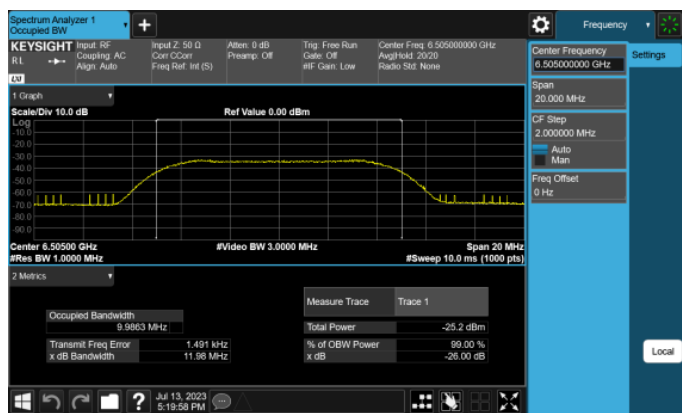 Spectrum Analyzer 1
Occupied BW
Frequency
KEYSIGHT Input: RF Input Z: 50 Ω Atten: 0 dB Trig: Free Run Center Freq: 6.505000000 GHz
RL Coupling: AC Corr CCorr Preamp: Off Gate: Off Avg|Hold: 20/20
Align: Auto Freq Ref: Int (S) #IF Gain: Low Radio Std: None
LXI
Center Frequency
6.505000000 GHz
Settings
Span
20.000 MHz
CF Step
2.000000 MHz
Auto
Man
Freq Offset
0 Hz
1 Graph
Scale/Div 10.0 dB Ref Value 0.00 dBm
Log
-10.0
-20.0
-30.0
-40.0
-50.0
-60.0
-70.0
-80.0
-90.0
Center 6.50500 GHz #Video BW 3.0000 MHz Span 20 MHz
#Res BW 1.0000 MHz #Sweep 10.0 ms (1000 pts)
2 Metrics
Measure Trace Trace 1
Occupied Bandwidth
9.9863 MHz Total Power -25.2 dBm
Transmit Freq Error 1.491 kHz % of OBW Power 99.00 %
x dB Bandwidth 11.98 MHz x dB -26.00 dB
Local
Jul 13, 2023
5:19:58 PM